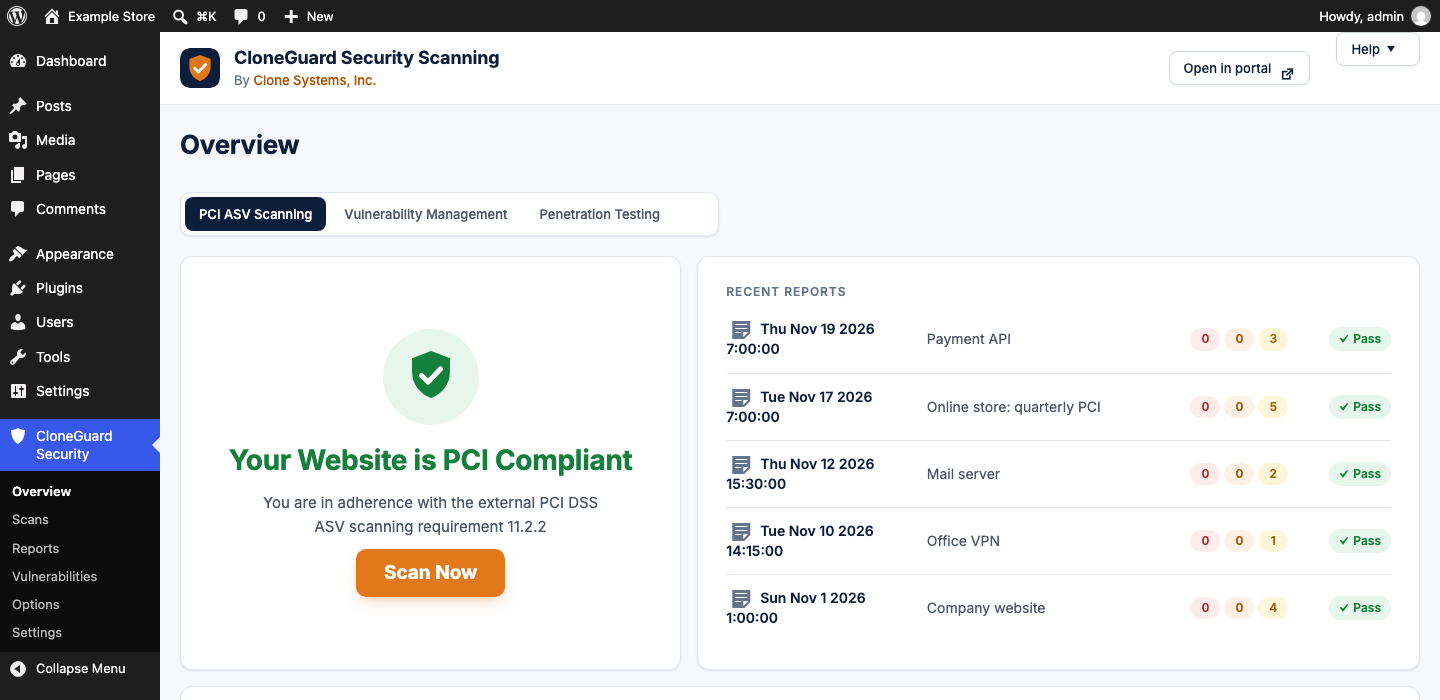 Example Store
⌘K
0
New
Howdy, admin
Dashboard
Posts
Media
Pages
Comments
Appearance
Plugins
Users
Tools
Settings
CloneGuard
Security
Overview
Scans
Reports
Vulnerabilities
Options
Settings
Collapse Menu
CloneGuard Security Scanning
By Clone Systems, Inc.
Open in portal
Help
Overview
PCI ASV Scanning
Vulnerability Management
Penetration Testing
Your Website is PCI Compliant
You are in adherence with the external PCI DSS
ASV scanning requirement 11.2.2
Scan Now
RECENT REPORTS
Thu Nov 19 2026
7:00:00
Payment API
0 0 3
Pass
Tue Nov 17 2026
7:00:00
Online store: quarterly PCI
0 0 5
Pass
Thu Nov 12 2026
15:30:00
Mail server
0 0 2
Pass
Tue Nov 10 2026
14:15:00
Office VPN
0 0 1
Pass
Sun Nov 1 2026
1:00:00
Company website
0 0 4
Pass